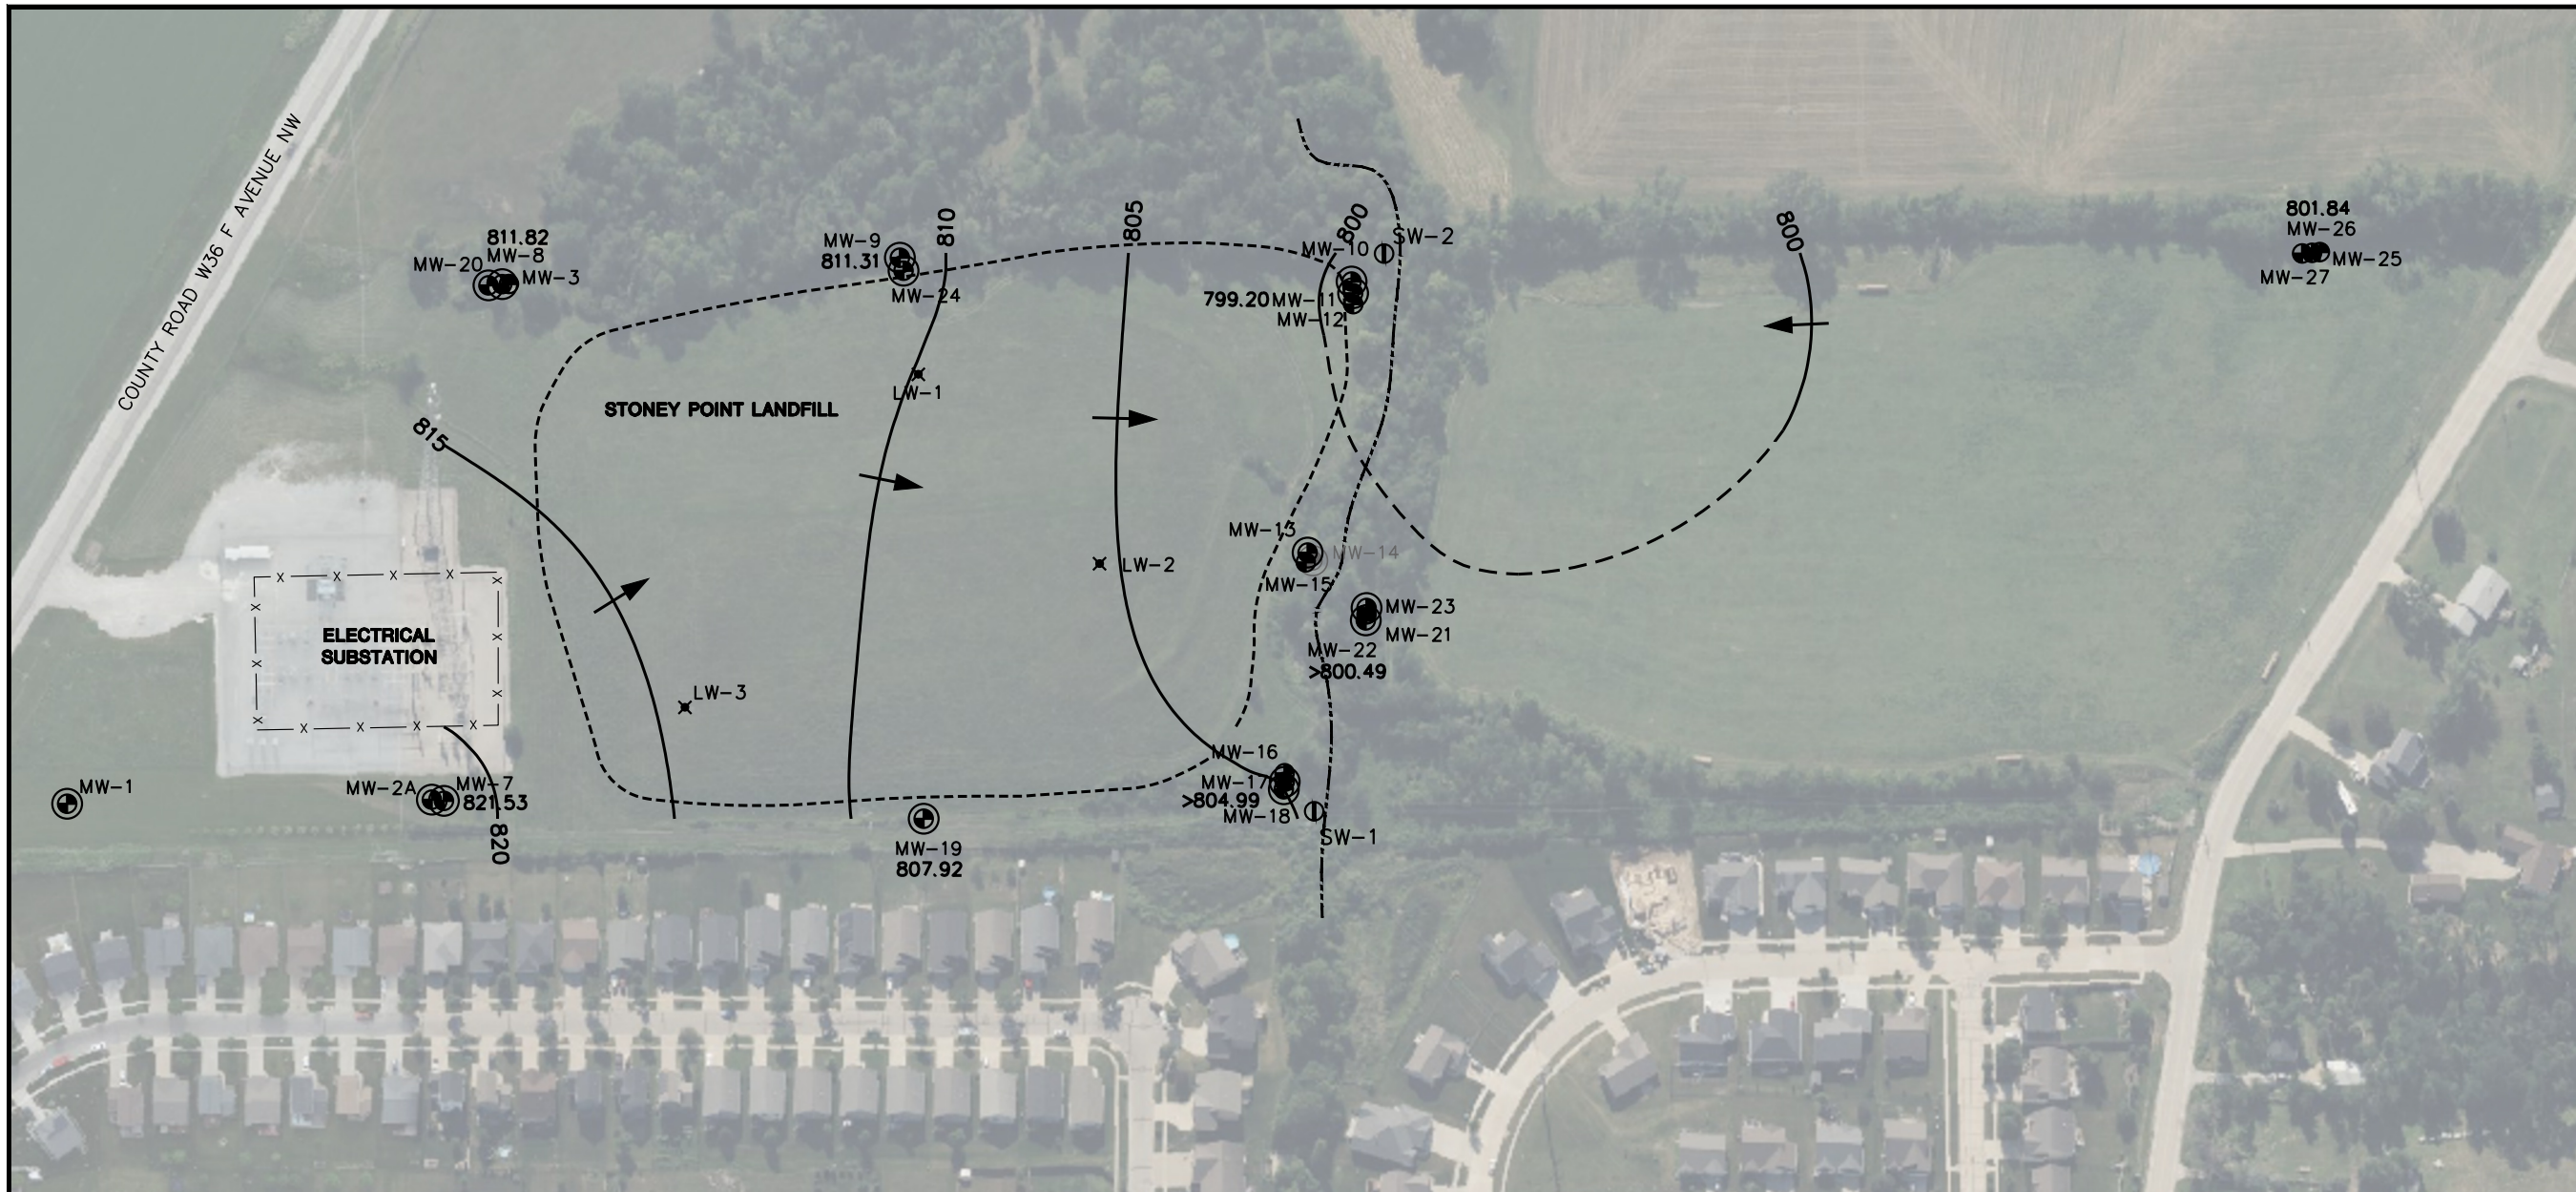 COUNTY ROAD W36 F AVENUE NW
811.82
MW-8
MW-20
MW-3
MW-9
811.31
MW-24
810
805
800
MW-10
SW-2
799.20 MW-11
MW-12
800
801.84
MW-26
MW-25
MW-27
LW-1
STONEY POINT LANDFILL
815
MW-13
MW-14
MW-15
LW-2
MW-23
MW-21
MW-22
>800.49
X X X X X
X X X
X X
X X X X X
ELECTRICAL
SUBSTATION
LW-3
MW-1
MW-2A
MW-7
821.53
820
MW-16
MW-17
>804.99
MW-18
SW-1
MW-19
807.92